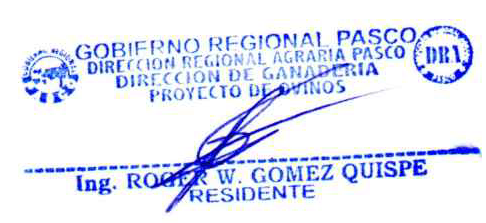 GOBIERNO REGIONAL PASCO
DIRECCION REGIONAL AGRARIA PASCO
DIRECCION DE GANADERIA
PROYECTO DE OVINOS
DRA
Ing. ROGER W. GOMEZ QUISPE
RESIDENTE